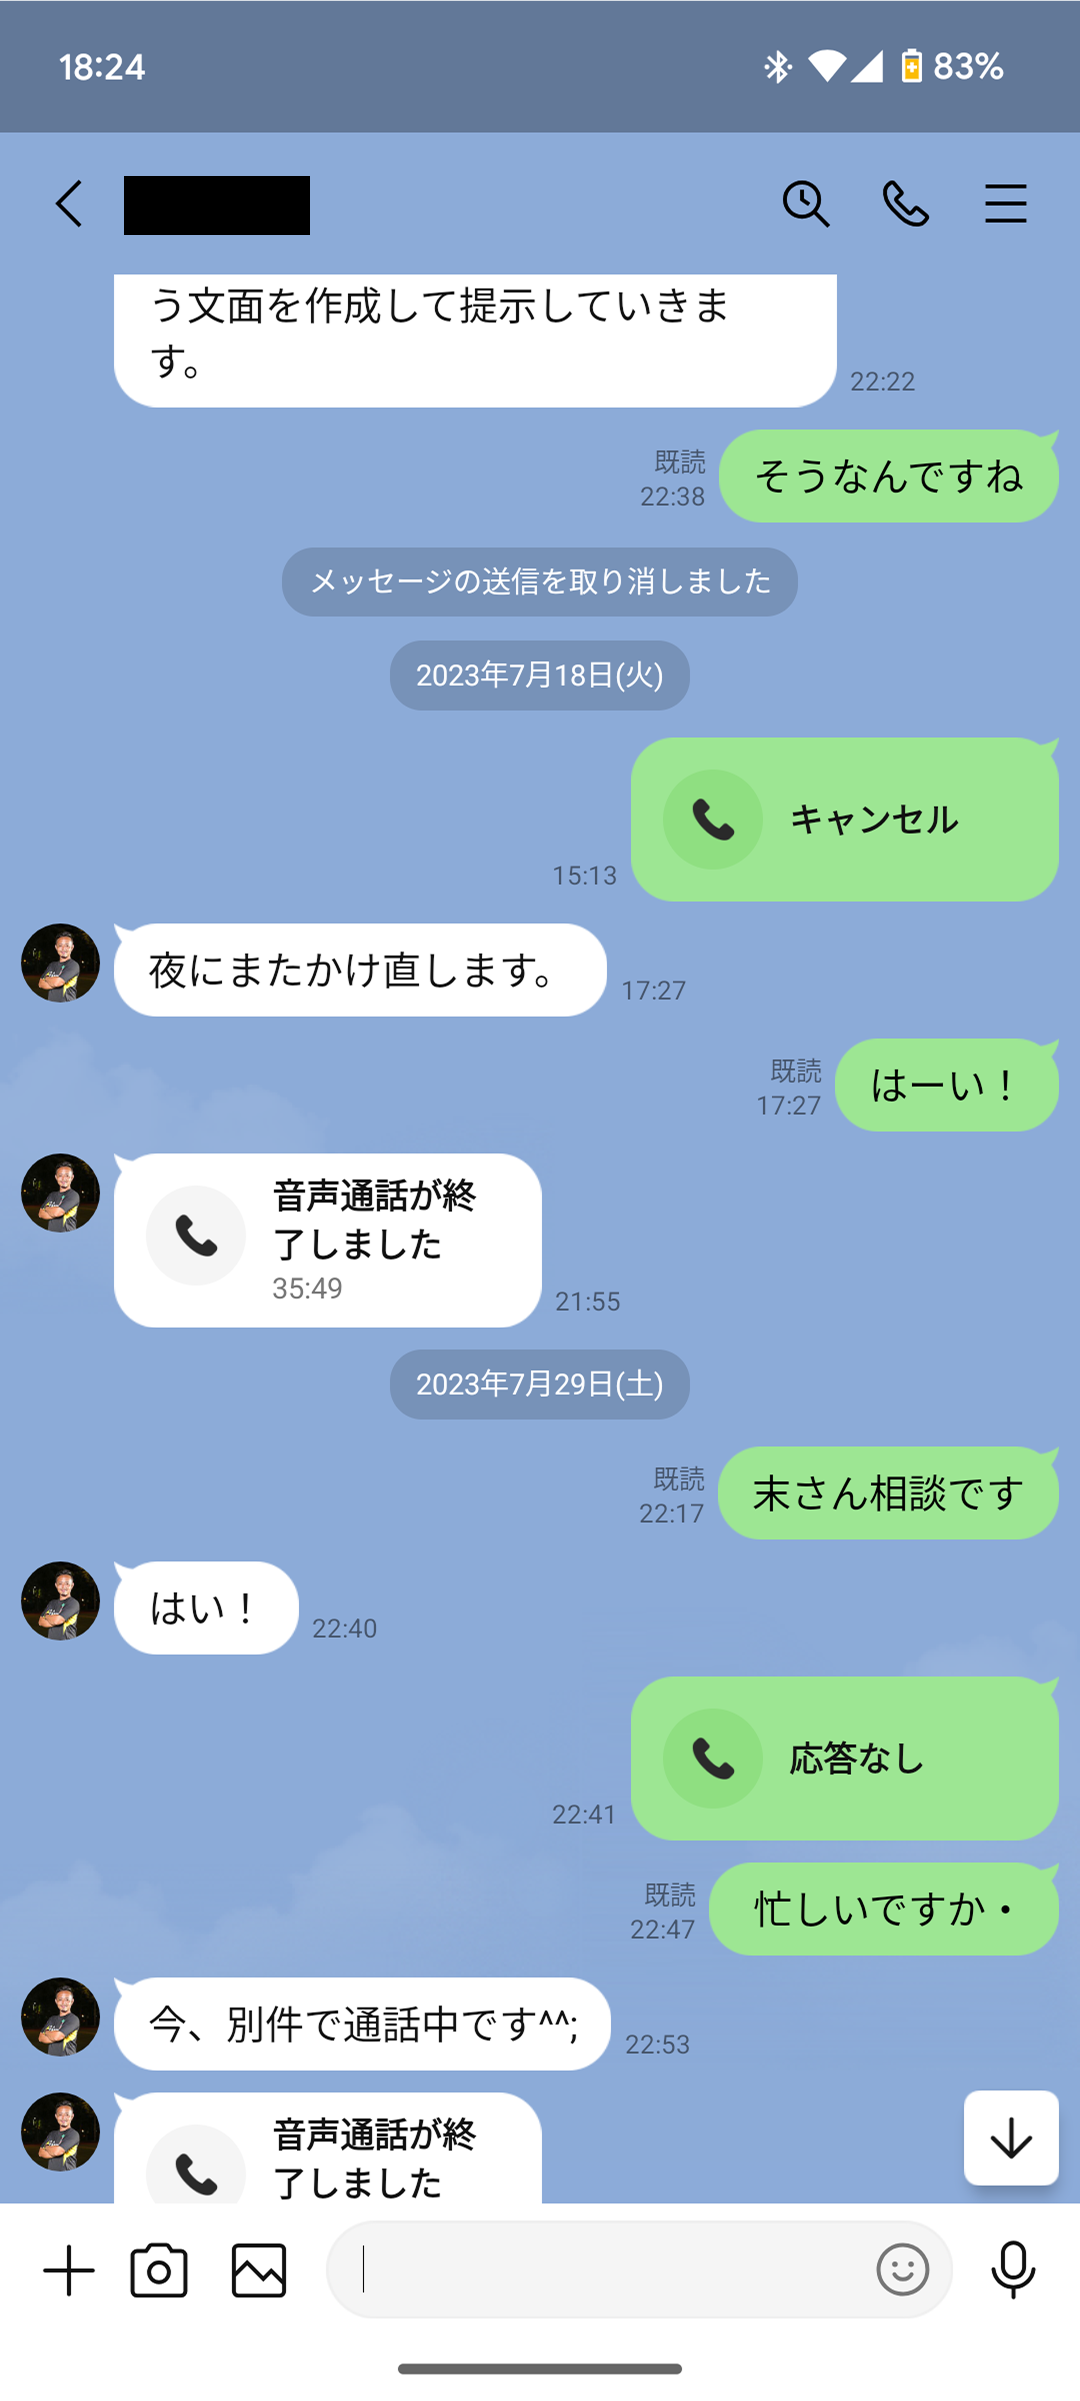 18:24
83%
う文面を作成して提示していきま
す。
22:22
既読
22:38
そうなんですね
メッセージの送信を取り消しました
2023年7月18日(火)
キャンセル
15:13
夜にまたかけ直します。
17:27
既読
17:27
はーい！
音声通話が終
了しました
35:49
21:55
2023年7月29日(土)
既読
22:17
末さん相談です
はい！
22:40
応答なし
22:41
既読
22:47
忙しいですか・
今、別件で通話中です^^;
22:53
音声通話が終
了しました